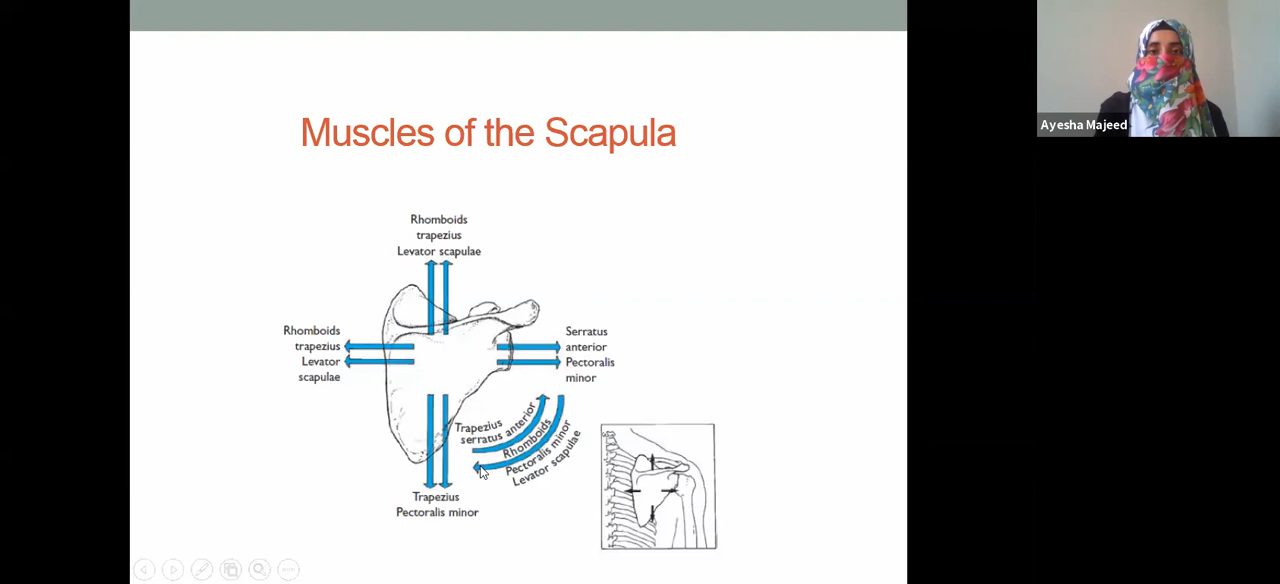 Muscles of the Scapula
Ayesha Majeed
Rhomboids
trapezius
Levator scapulae
Rhomboids
trapezius
Levator
scapulae
Serratus
anterior
Pectoralis
minor
Trapezius
serratus anterior
Rhomboids
Pectoralis minor
Levator scapulae
Trapezius
Pectoralis minor